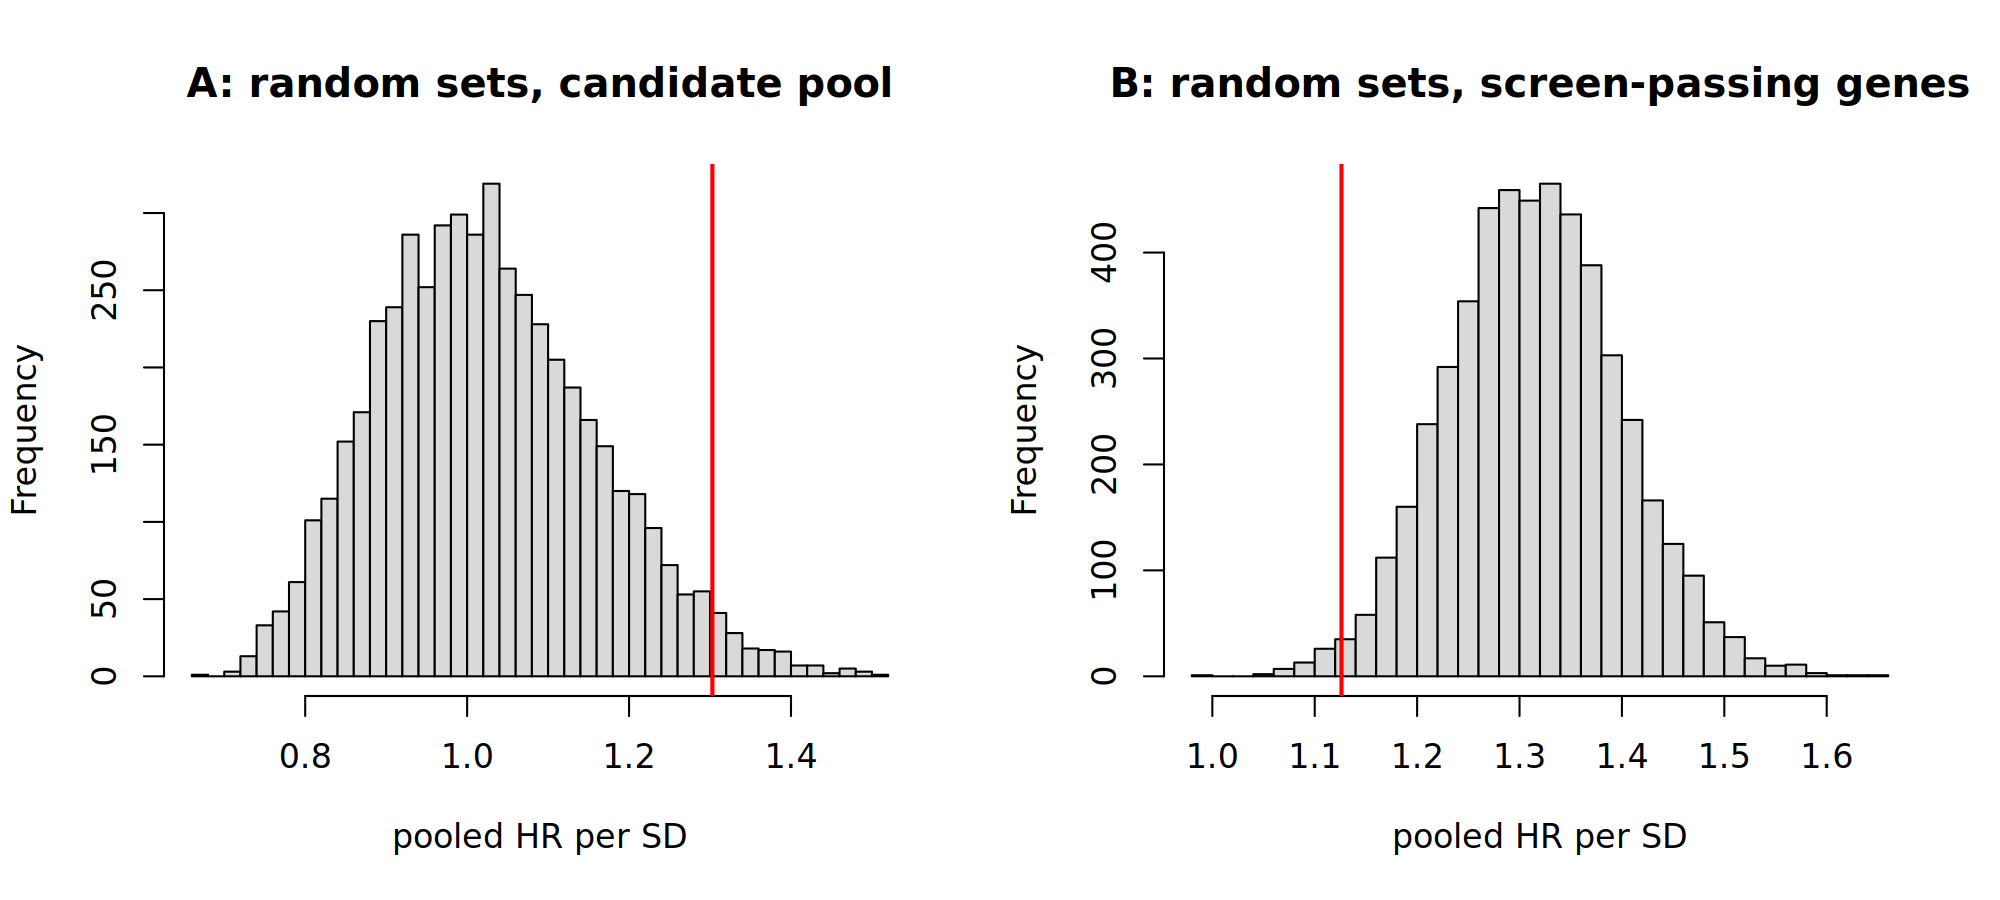 A: random sets, candidate pool
Frequency
250
150
50
0
0.8 1.0 1.2 1.4
pooled HR per SD
B: random sets, screen-passing genes
Frequency
400
300
200
100
0
1.0 1.1 1.2 1.3 1.4 1.5 1.6
pooled HR per SD